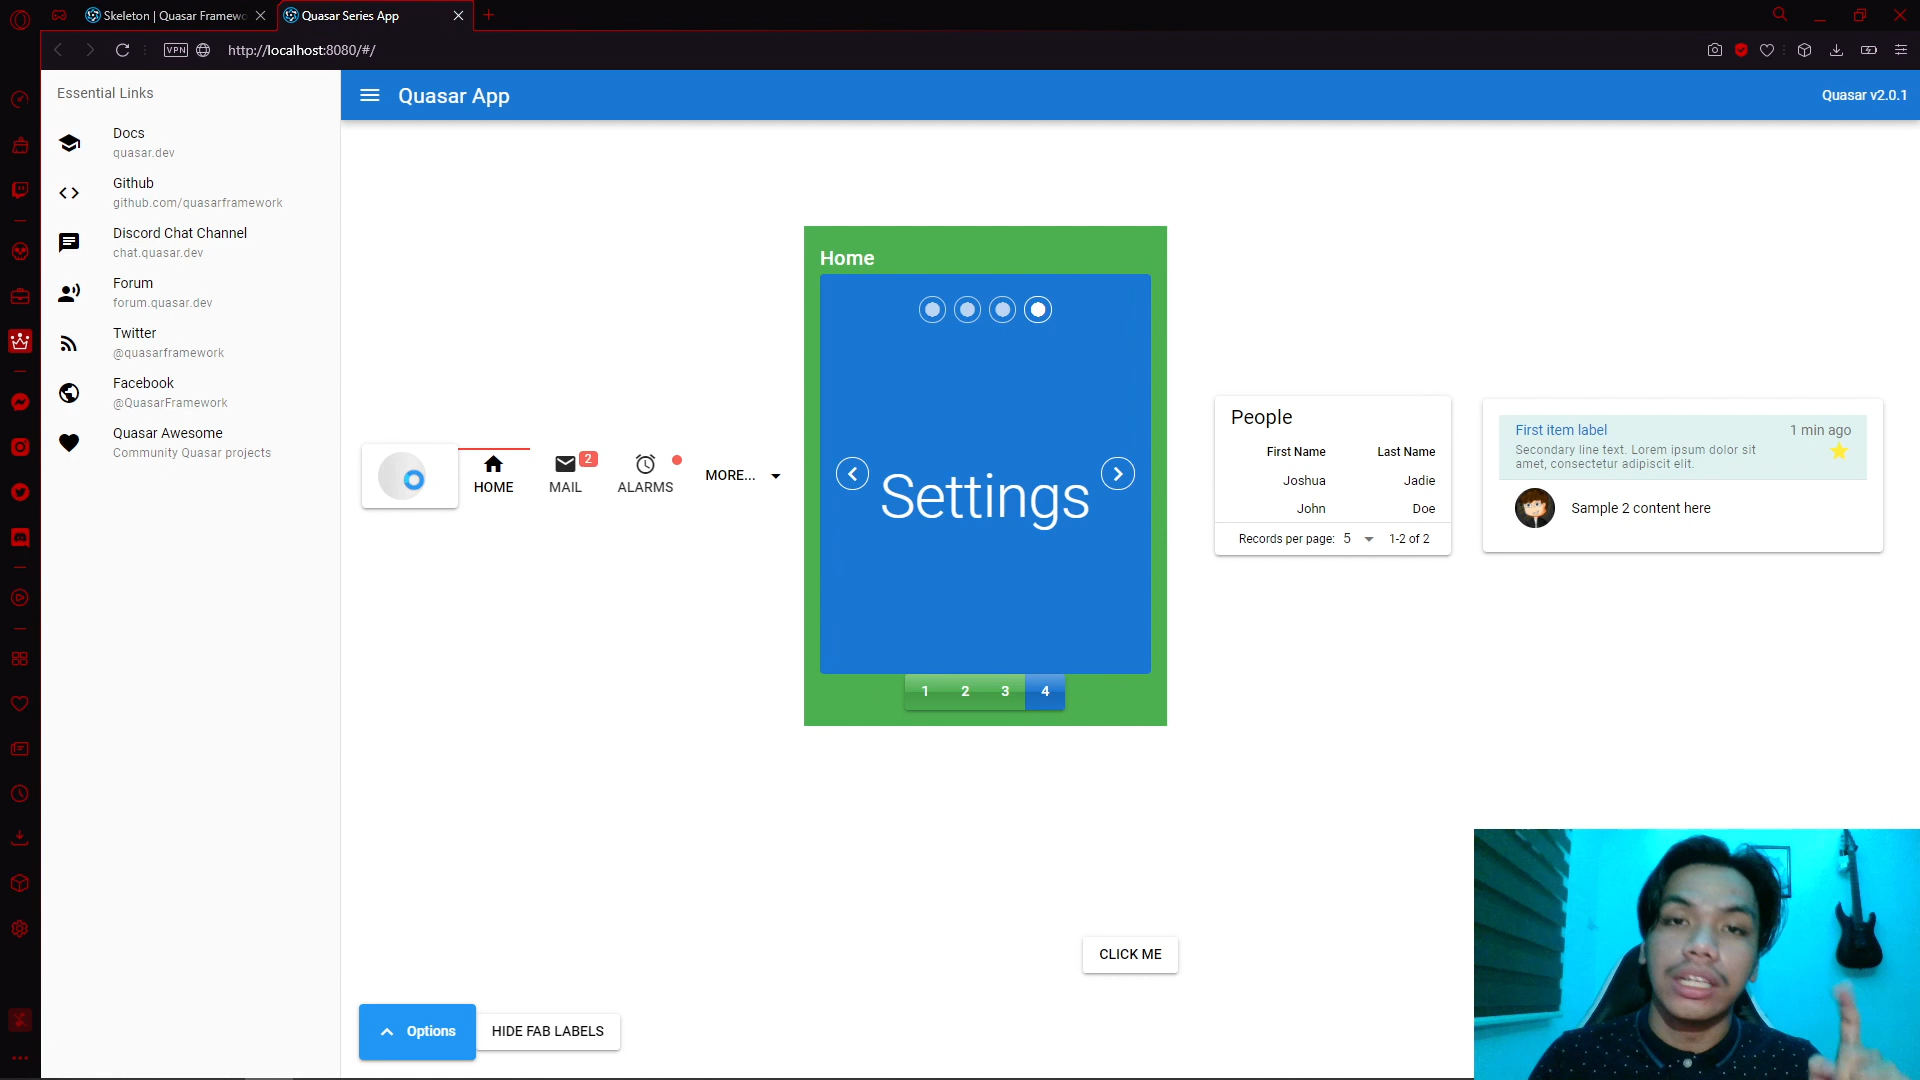 Skeleton | Quasar Framewo
Quasar Series App
VPN
http://localhost:8080/#/
Essential Links
Docs
quasar.dev
Github
github.com/quasarframework
Discord Chat Channel
chat.quasar.dev
Forum
forum.quasar.dev
Twitter
@quasarframework
Facebook
@QuasarFramework
Quasar Awesome
Community Quasar projects
Quasar App
Quasar v2.0.1
HOME
MAIL
2
ALARMS
MORE...
Home
Settings
1 2 3 4
People
First Name Last Name
Joshua Jadie
John Doe
Records per page: 5 1-2 of 2
First item label
1 min ago
Secondary line text. Lorem ipsum dolor sit
amet, consectetur adipiscit elit.
Sample 2 content here
CLICK ME
Options
HIDE FAB LABELS